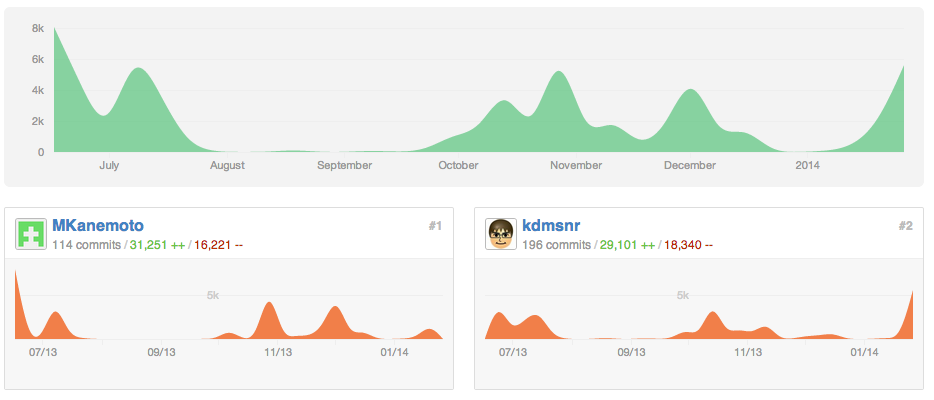 8k
6k
4k
2k
0
July August September October November December 2014
MKanemoto #1
114 commits / 31,251 ++ / 16,221 --
5k
07/13 09/13 11/13 01/14
kdmsnr #2
196 commits / 29,101 ++ / 18,340 --
5k
07/13 09/13 11/13 01/14